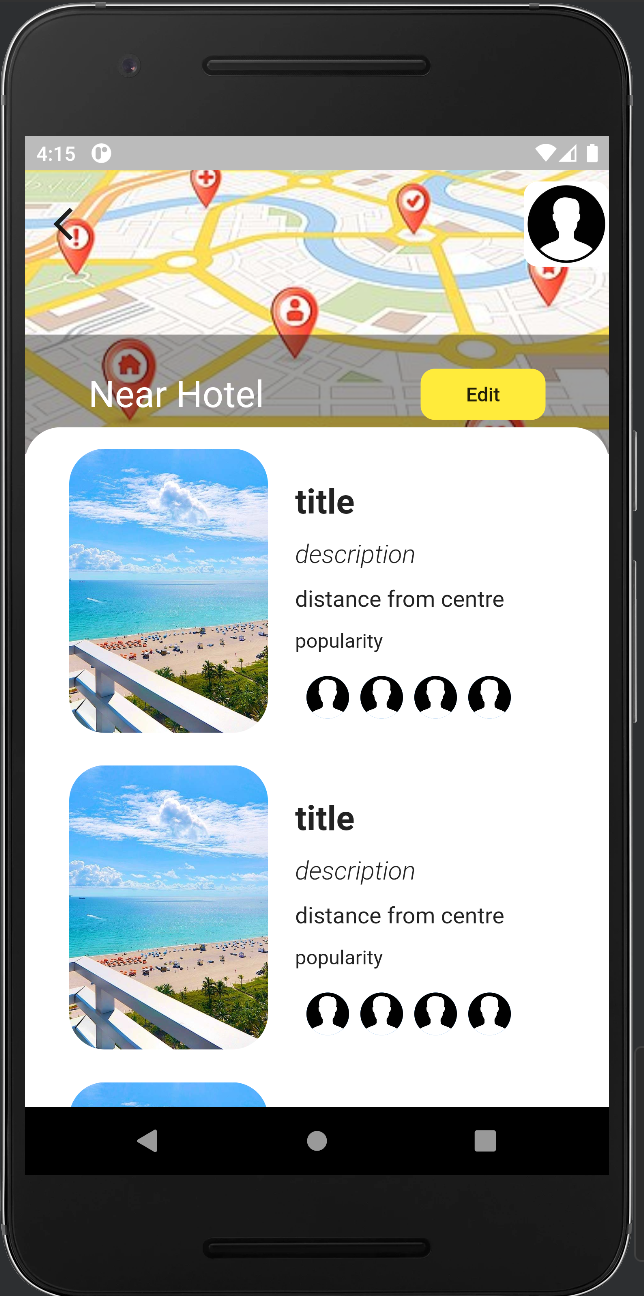 4:15
Near Hotel
Edit
title
description
distance from centre
popularity
title
description
distance from centre
popularity